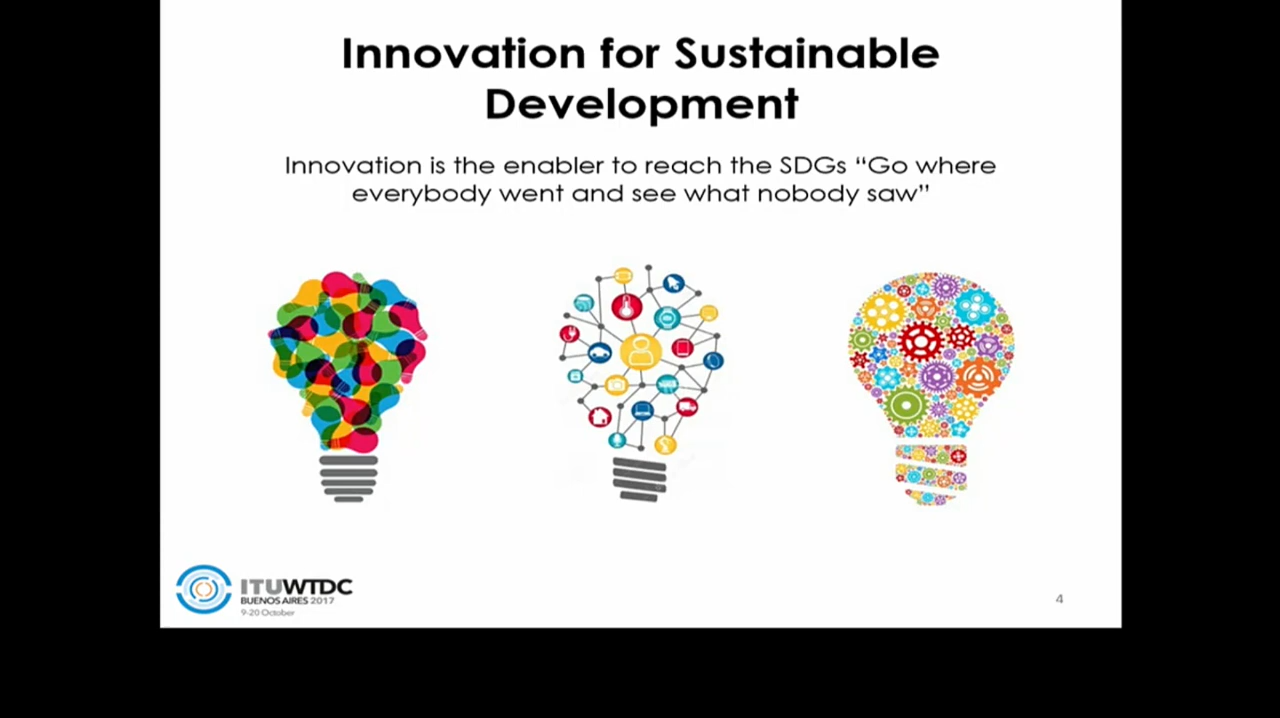 Innovation for Sustainable
Development
Innovation is the enabler to reach the SDGs “Go where
everybody went and see what nobody saw”
ITUWTDC
BUENOS AIRES 2017
9-20 October
4